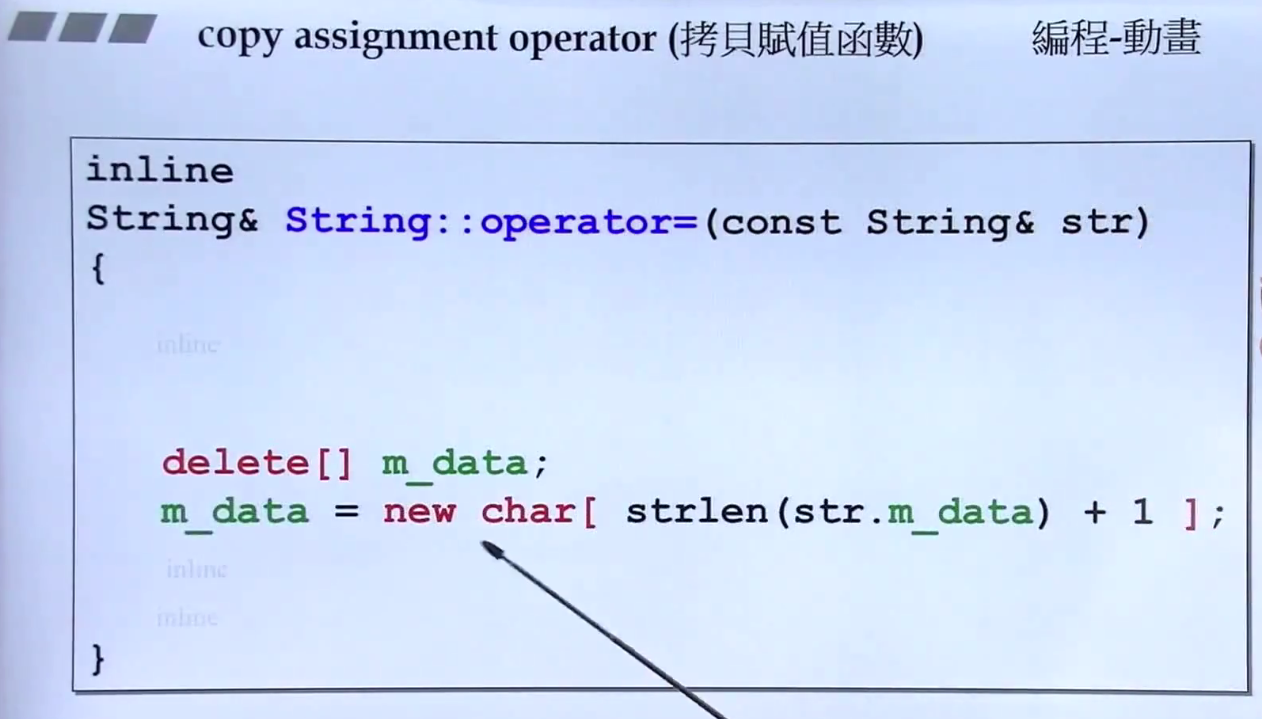 copy assignment operator (拷貝賦值函數) 編程-動畫
inline
String& String::operator=(const String& str)
{
inline
delete[] m_data;
m_data = new char[ strlen(str.m_data) + 1 ];
inline
inline
}